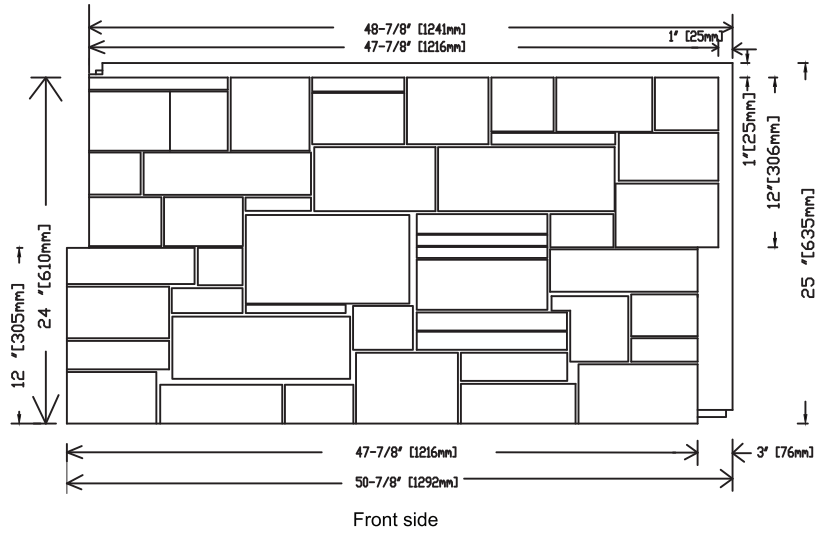 48-7/8" [1241mm]
1" [25mm]
47-7/8" [1216mm]
1"[25mm]
12"[306mm]
25 "[635mm]
24 "[610mm]
12 "[305mm]
47-7/8" [1216mm]
3" [76mm]
50-7/8" [1292mm]
Front side